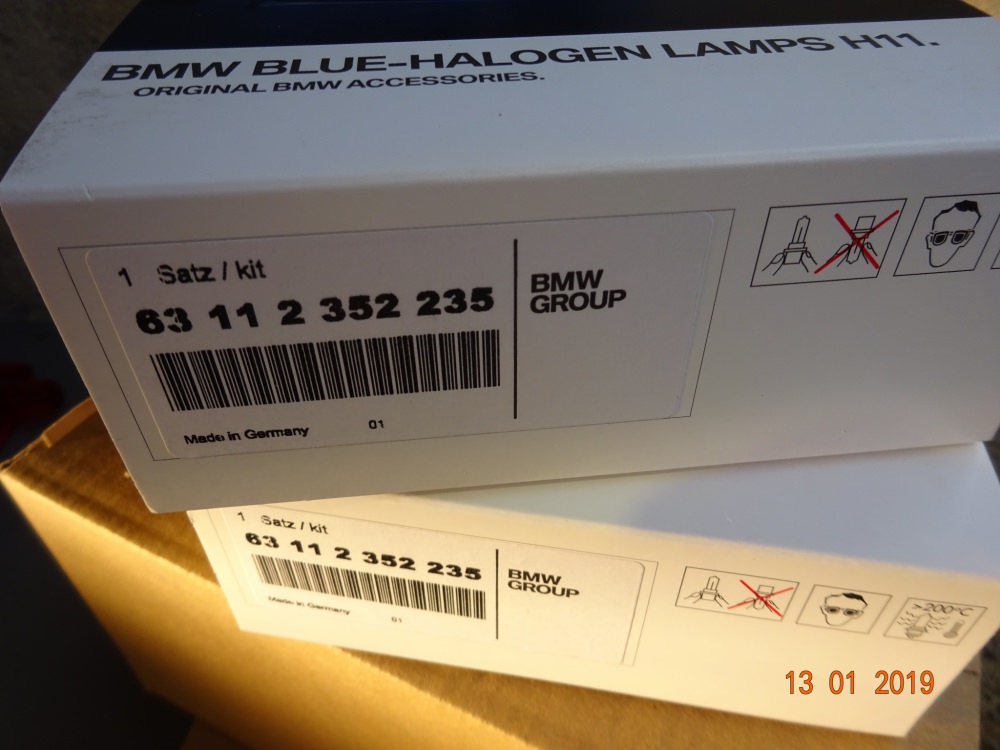 BMW BLUE-HALOGEN LAMPS H11.
ORIGINAL BMW ACCESSORIES.
1 Satz / kit
63 11 2 352 235
BMW
GROUP
Made in Germany 01
1 Satz / kit
63 11 2 352 235
BMW
GROUP
Made in Germany 01
>200°C
13 01 2019